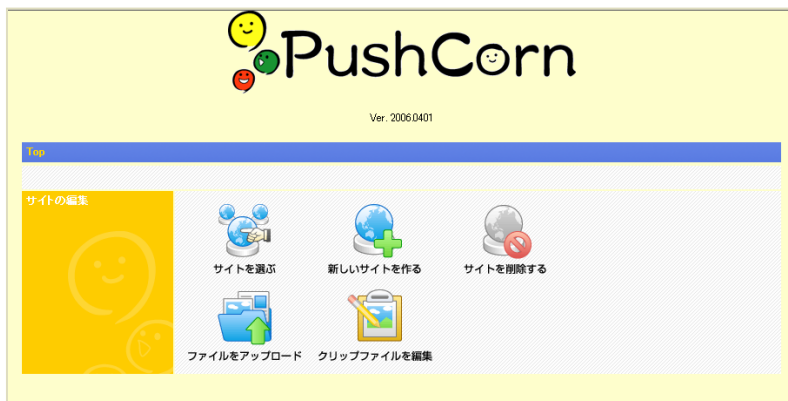 PushCorn
Ver. 2006.0401
Top
サイトの編集
サイトを選ぶ
新しいサイトを作る
サイトを削除する
ファイルをアップロード
クリップファイルを編集